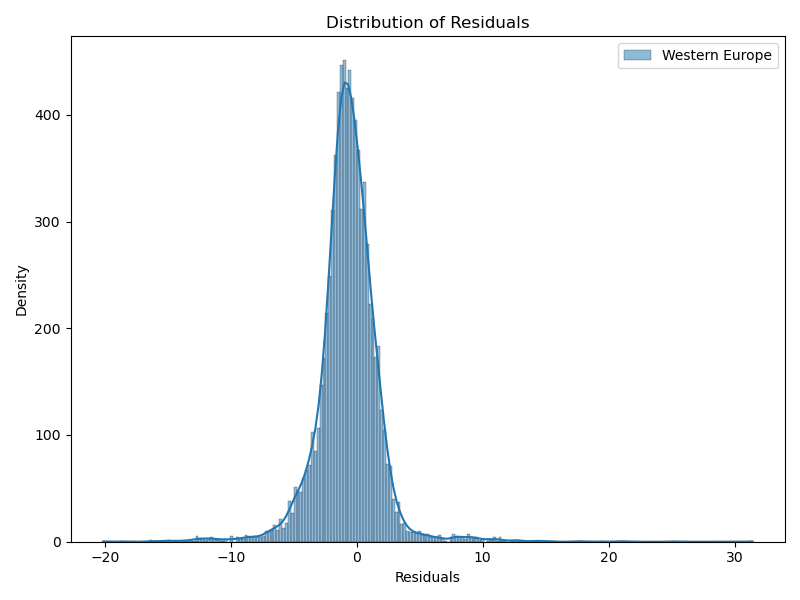 Distribution of Residuals
Western Europe
Density
400
300
200
100
0
−20 −10 0 10 20 30
Residuals